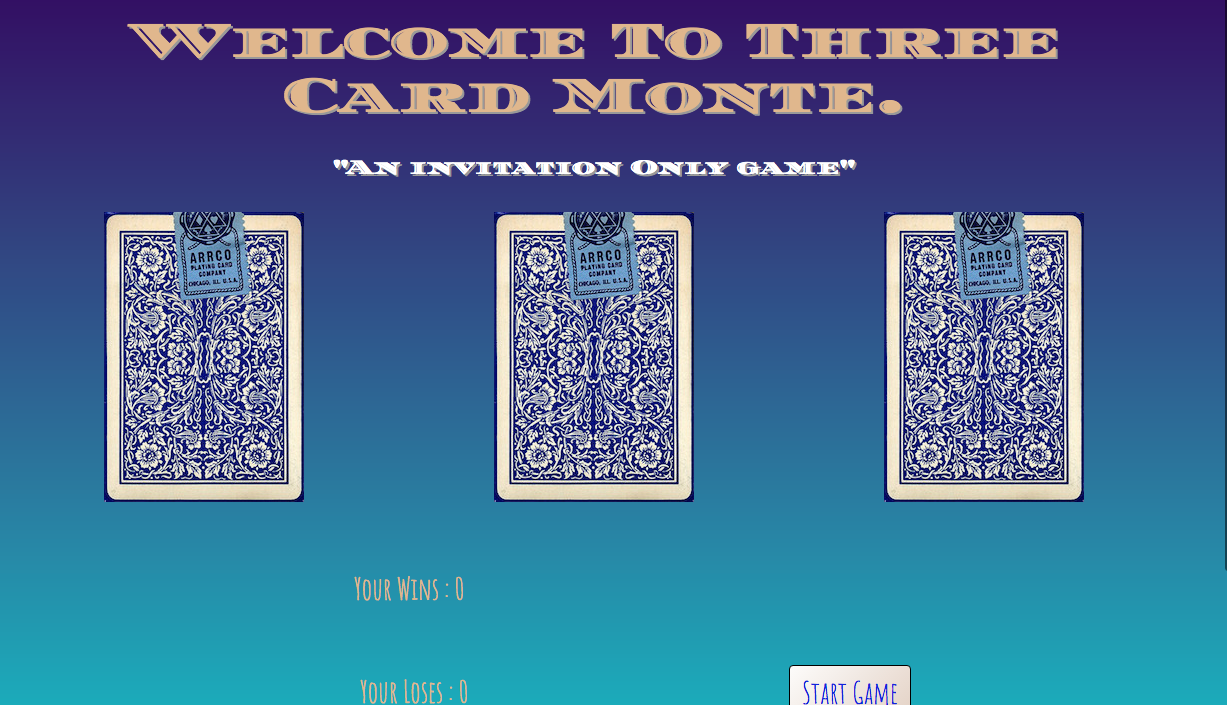 Welcome To Three
Card Monte.
"An invitation Only game"
ARRCO
PLAYING CARD
COMPANY
CHICAGO, ILL. U.S.A.
ARRCO
PLAYING CARD
COMPANY
CHICAGO, ILL. U.S.A.
ARRCO
PLAYING CARD
COMPANY
CHICAGO, ILL. U.S.A.
Your Wins : 0
Your Loses : 0
Start Game